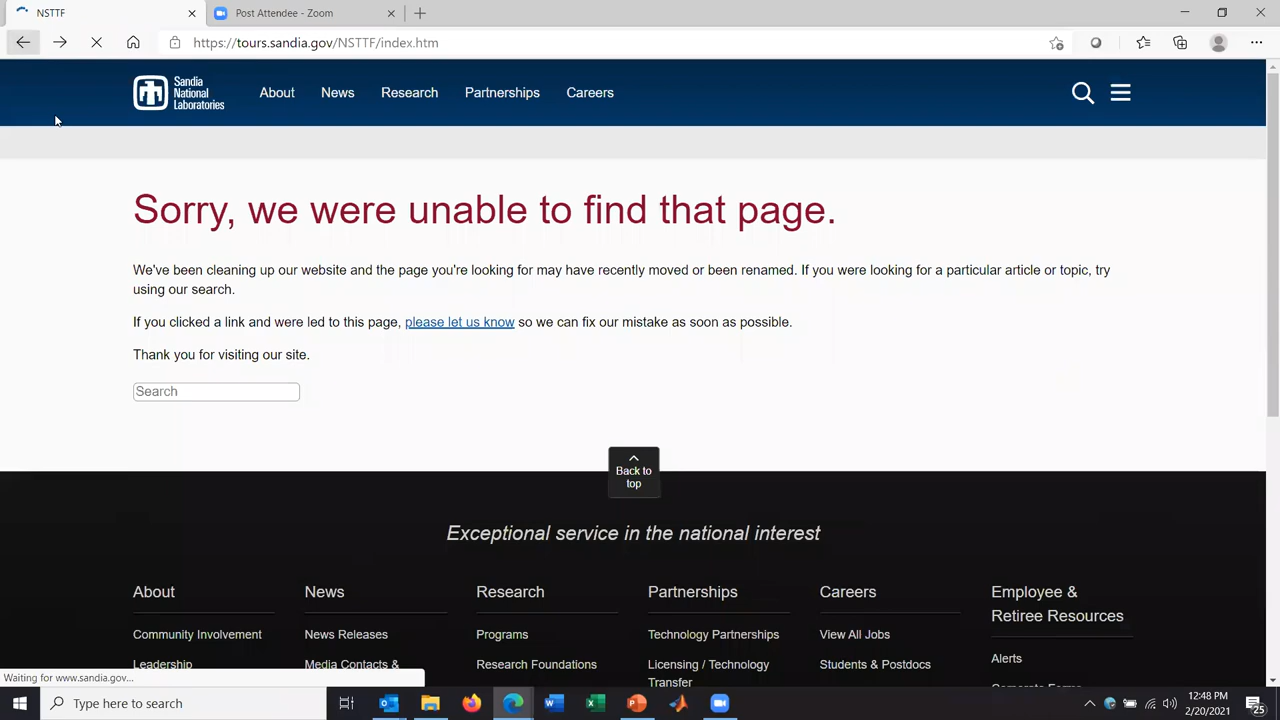 NSTTF
Post Attendee - Zoom
https://tours.sandia.gov/NSTTF/index.htm
Sandia
National
Laboratories
About
News
Research
Partnerships
Careers
Sorry, we were unable to find that page.
We've been cleaning up our website and the page you're looking for may have recently moved or been renamed. If you were looking for a particular article or topic, try
using our search.
If you clicked a link and were led to this page, please let us know so we can fix our mistake as soon as possible.
Thank you for visiting our site.
Search
Back to
top
Exceptional service in the national interest
About
News
Research
Partnerships
Careers
Employee &
Retiree Resources
Community Involvement
News Releases
Programs
Technology Partnerships
View All Jobs
Alerts
Leadership
Media Contacts &
Research Foundations
Licensing / Technology
Transfer
Students & Postdocs
Corporate Forms
Waiting for www.sandia.gov...
Type here to search
12:48 PM
2/20/2021
25